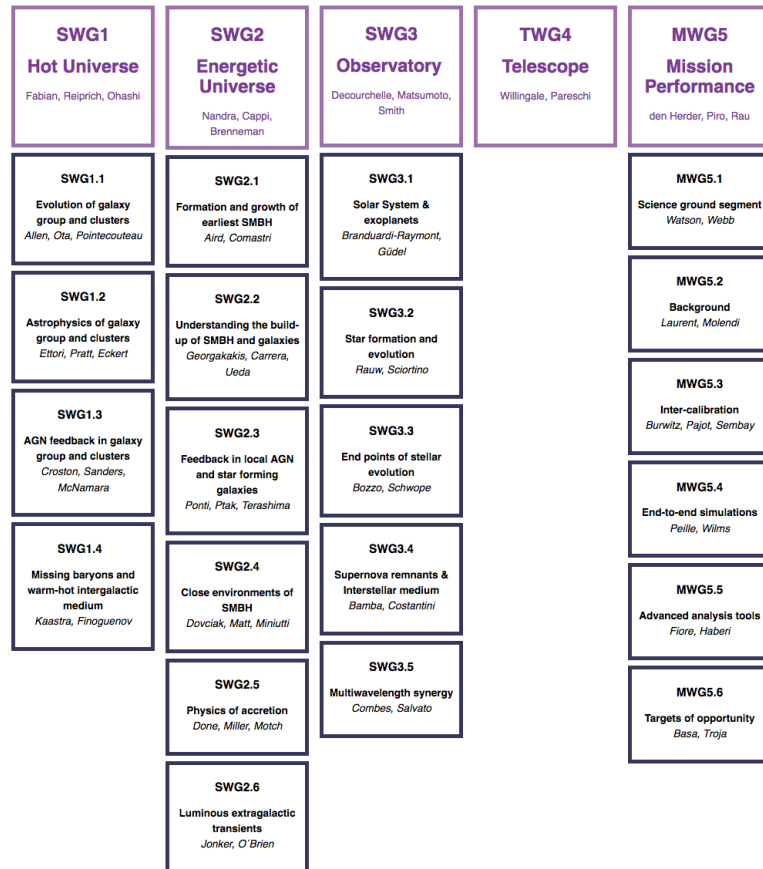 SWG1
Hot Universe
Fabian, Reiprich, Ohashi
SWG1.1
Evolution of galaxy
group and clusters
Allen, Ota, Pointecouteau
SWG1.2
Astrophysics of galaxy
group and clusters
Ettori, Pratt, Eckert
SWG1.3
AGN feedback in galaxy
group and clusters
Croston, Sanders,
McNamara
SWG1.4
Missing baryons and
warm-hot intergalactic
medium
Kaastra, Finoguenov
SWG2
Energetic
Universe
Nandra, Cappi,
Brenneman
SWG2.1
Formation and growth of
earliest SMBH
Aird, Comastri
SWG2.2
Understanding the build-
up of SMBH and galaxies
Georgakakis, Carrera,
Ueda
SWG2.3
Feedback in local AGN
and star forming
galaxies
Ponti, Ptak, Terashima
SWG2.4
Close environments of
SMBH
Dovciak, Matt, Miniutti
SWG2.5
Physics of accretion
Done, Miller, Motch
SWG2.6
Luminous extragalactic
transients
Jonker, O´Brien
SWG3
Observatory
Decourchelle, Matsumoto,
Smith
SWG3.1
Solar System &
exoplanets
Branduardi-Raymont,
Güdel
SWG3.2
Star formation and
evolution
Rauw, Sciortino
SWG3.3
End points of stellar
evolution
Bozzo, Schwope
SWG3.4
Supernova remnants &
Interstellar medium
Bamba, Costantini
SWG3.5
Multiwavelength synergy
Combes, Salvato
TWG4
Telescope
Willingale, Pareschi
MWG5
Mission
Performance
den Herder, Piro, Rau
MWG5.1
Science ground segment
Watson, Webb
MWG5.2
Background
Laurent, Molendi
MWG5.3
Inter-calibration
Burwitz, Pajot, Sembay
MWG5.4
End-to-end simulations
Peille, Wilms
MWG5.5
Advanced analysis tools
Fiore, Haberi
MWG5.6
Targets of opportunity
Basa, Troja